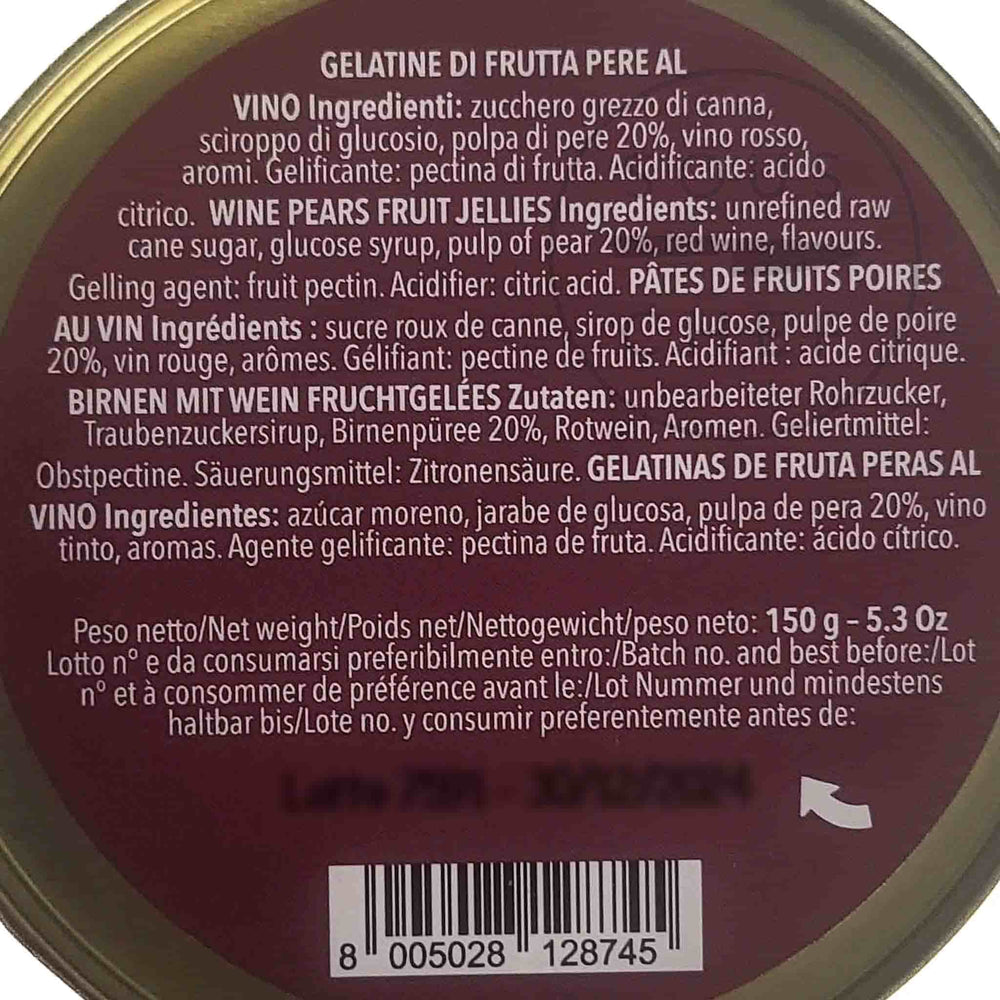 GELATINE DI FRUTTA PERE AL
VINO Ingredienti: zucchero grezzo di canna,
sciroppo di glucosio, polpa di pere 20%, vino rosso,
aromi. Gelificante: pectina di frutta. Acidificante: acido
citrico. WINE PEARS FRUIT JELLIES Ingredients: unrefined raw
cane sugar, glucose syrup, pulp of pear 20%, red wine, flavours.
Gelling agent: fruit pectin. Acidifier: citric acid. PÂTES DE FRUITS POIRES
AU VIN Ingrédients : sucre roux de canne, sirop de glucose, pulpe de poire
20%, vin rouge, arômes. Gélifiant: pectine de fruits. Acidifiant : acide citrique.
BIRNEN MIT WEIN FRUCHTGELÉES Zutaten: unbearbeiteter Rohrzucker,
Traubenzuckersirup, Birnenpüree 20%, Rotwein, Aromen. Geliertmittel:
Obstpectine. Säuerungsmittel: Zitronensäure. GELATINAS DE FRUTA PERAS AL
VINO Ingredientes: azúcar moreno, jarabe de glucosa, pulpa de pera 20%, vino
tinto, aromas. Agente gelificante: pectina de fruta. Acidificante: ácido cítrico.
Peso netto/Net weight/Poids net/Nettogewicht/peso neto: 150 g – 5.3 Oz
Lotto n° e da consumarsi preferibilmente entro:/Batch no. and best before:/Lot
n° et à consommer de préférence avant le:/Lot Nummer und mindestens
haltbar bis/Lote no. y consumir preferentemente antes de:
8 005028 128745